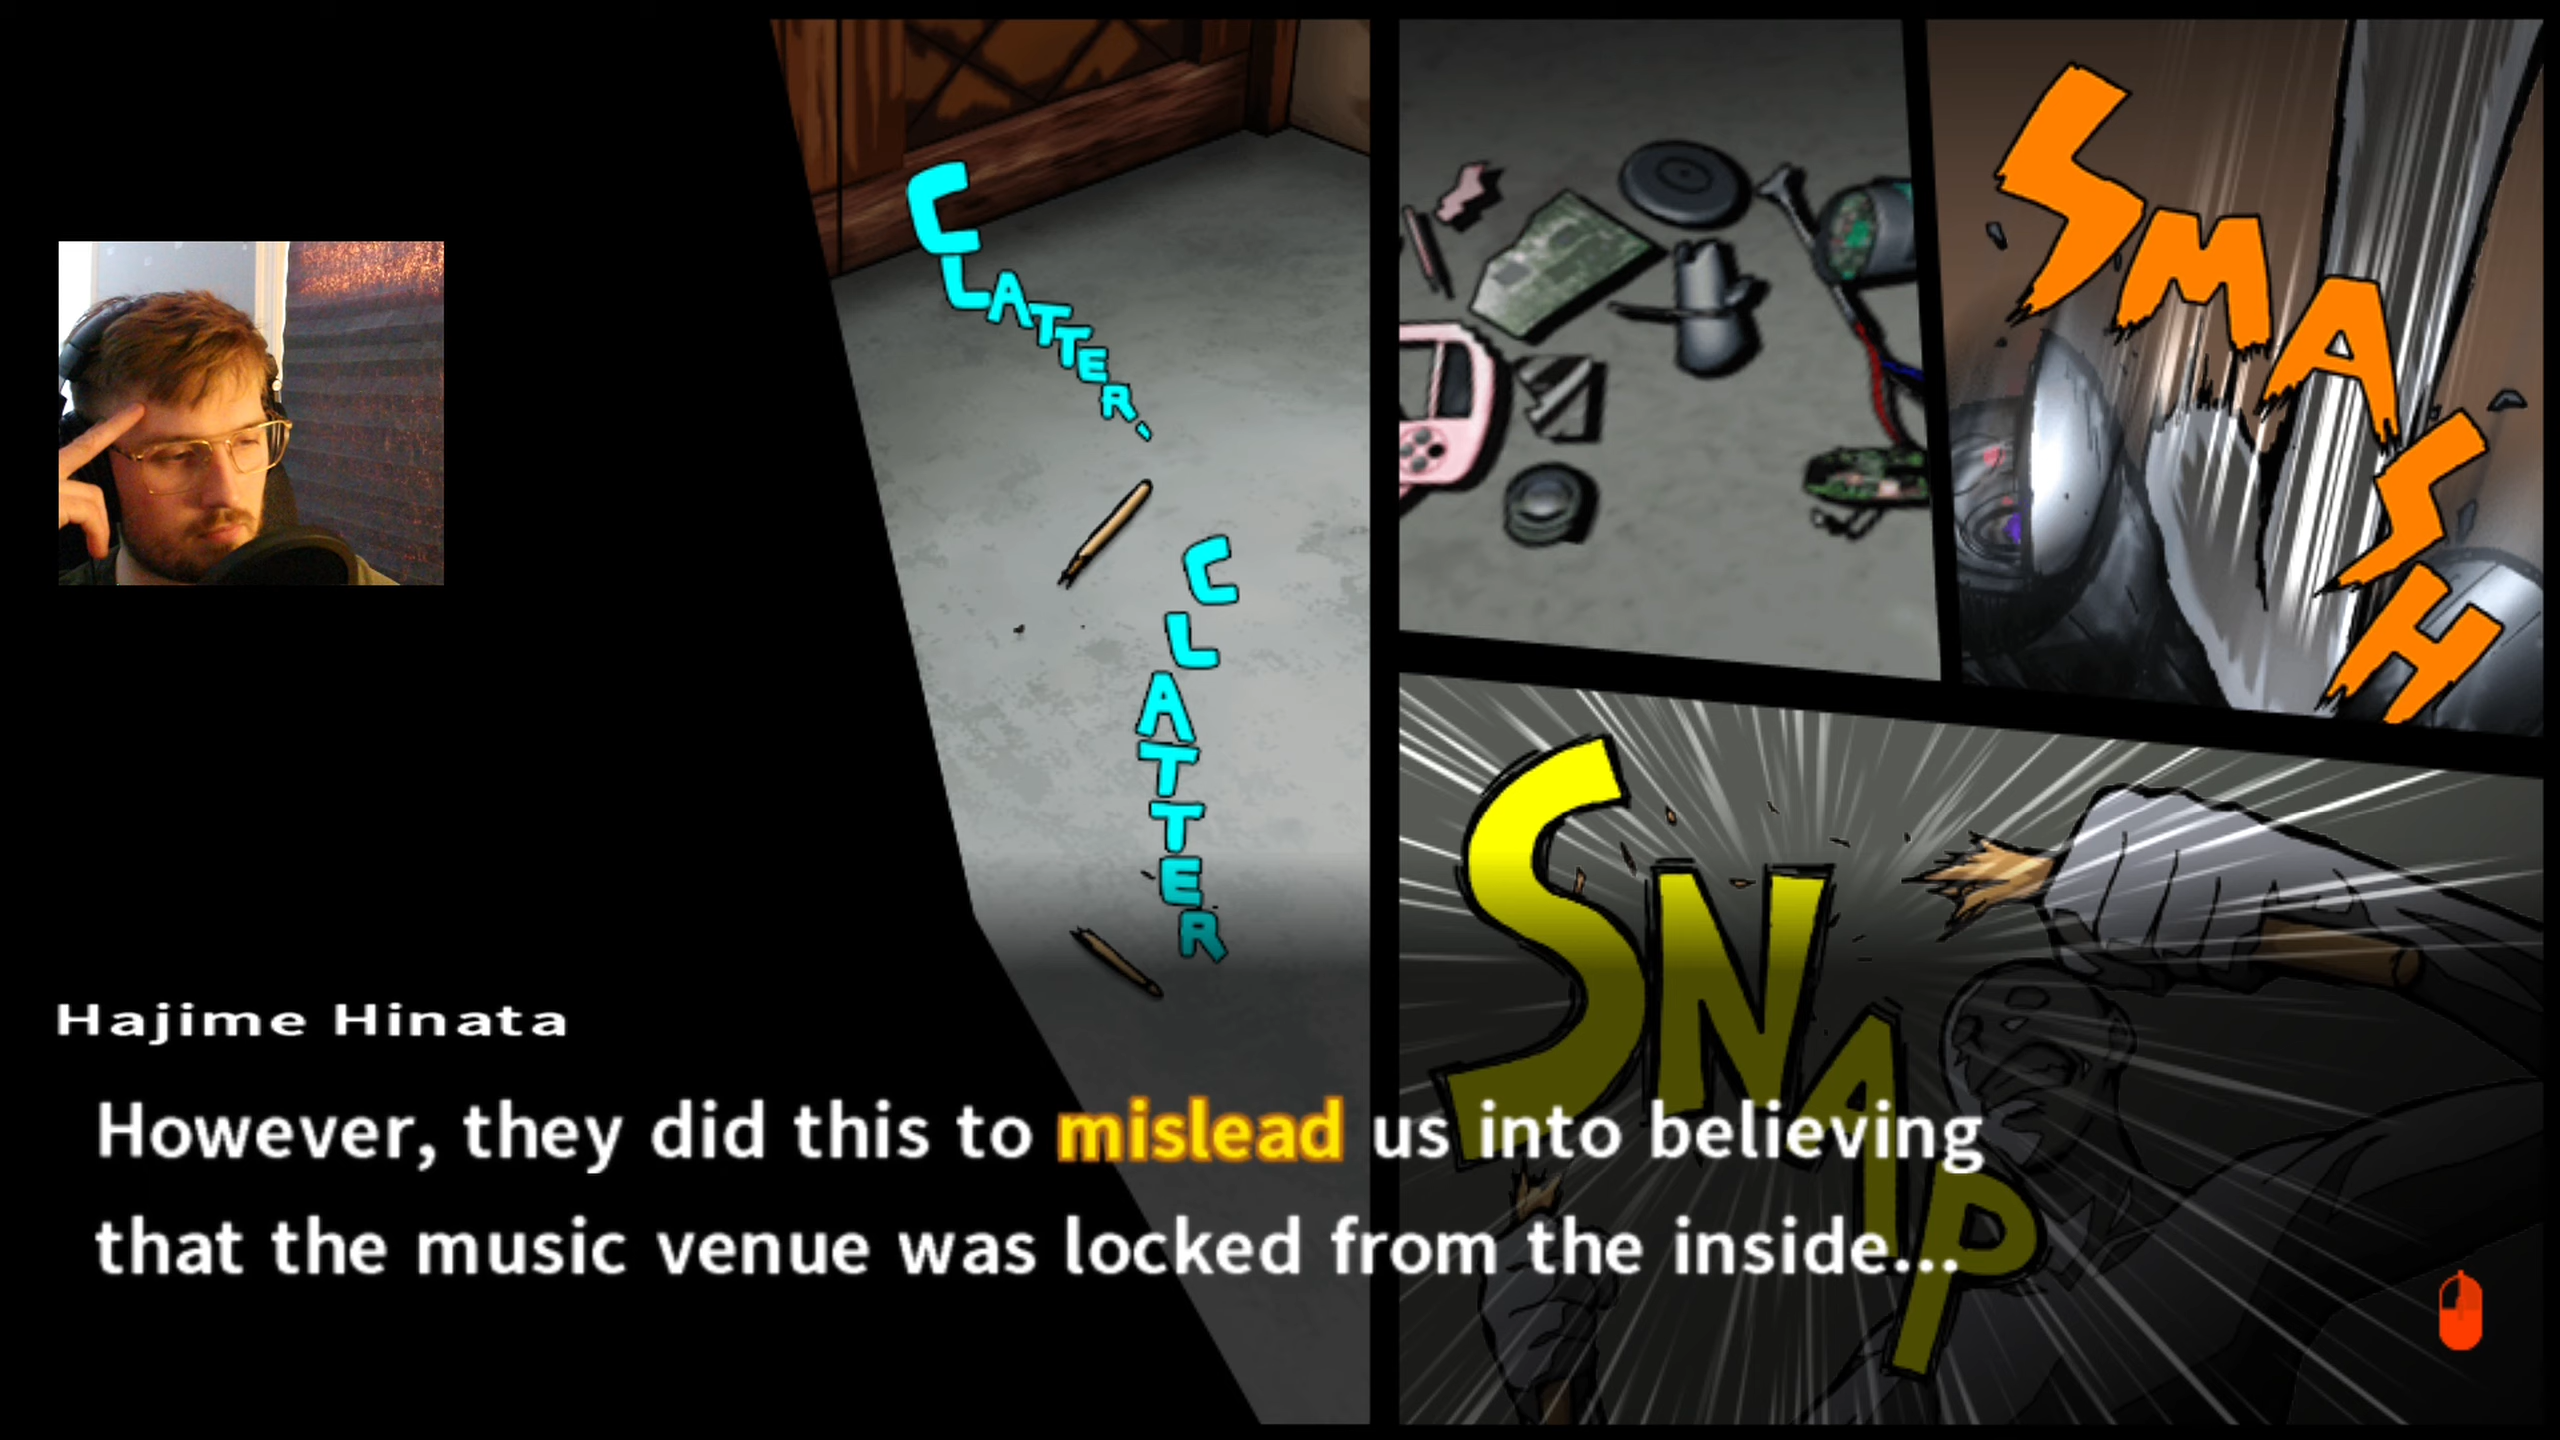 CLATTER,
CLATTER
SMASH
SNAP
Hajime Hinata
However, they did this to mislead us into believing
that the music venue was locked from the inside...